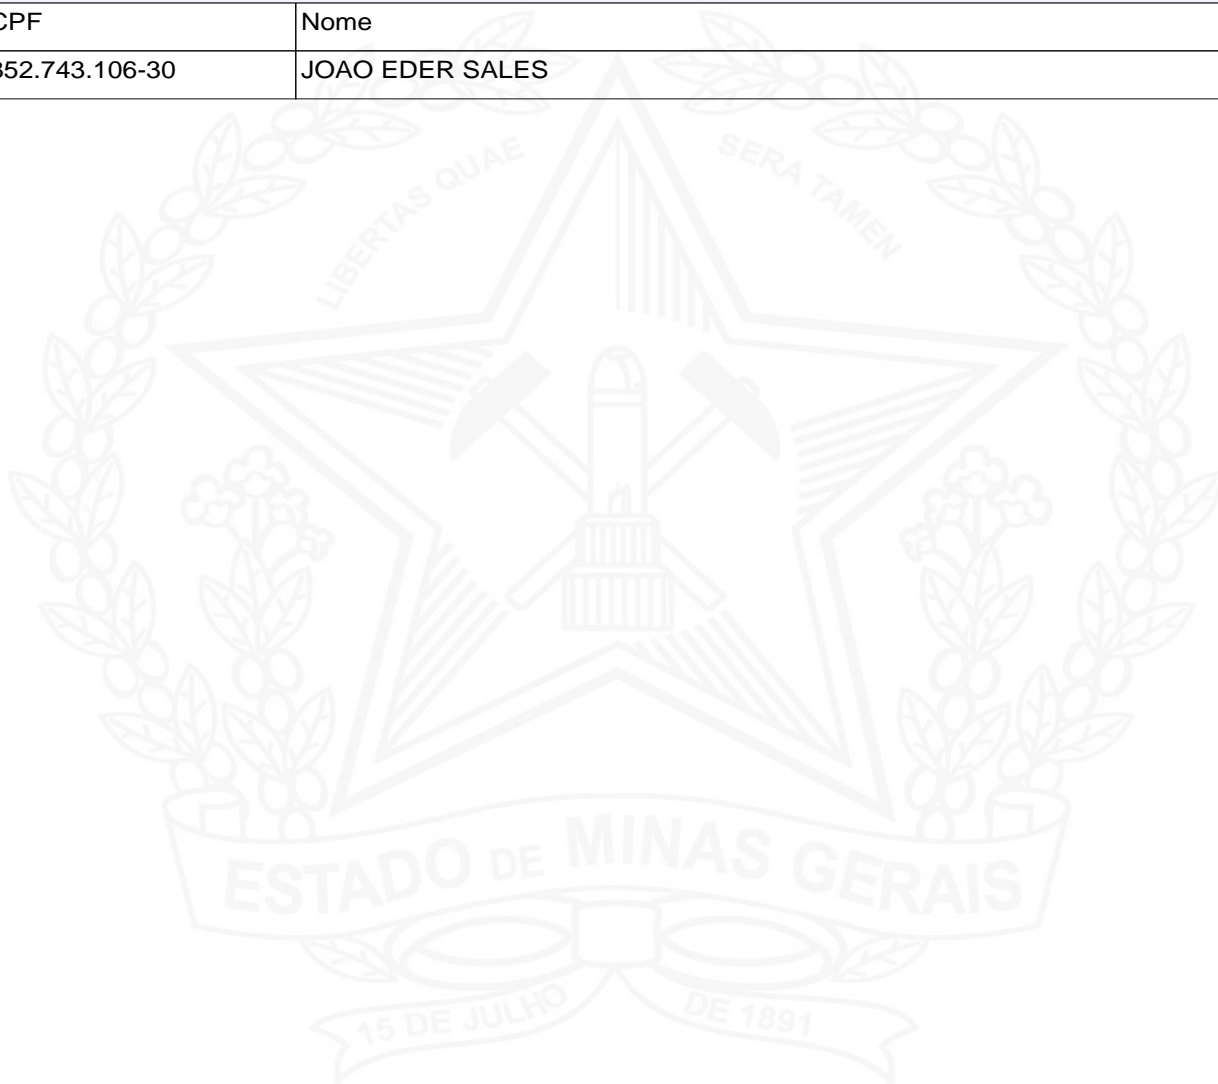 CPF Nome
852.743.106-30 JOAO EDER SALES
LIBERTAS QUAE SERA TAMEN
ESTADO DE MINAS GERAIS
15 DE JULHO DE 1891